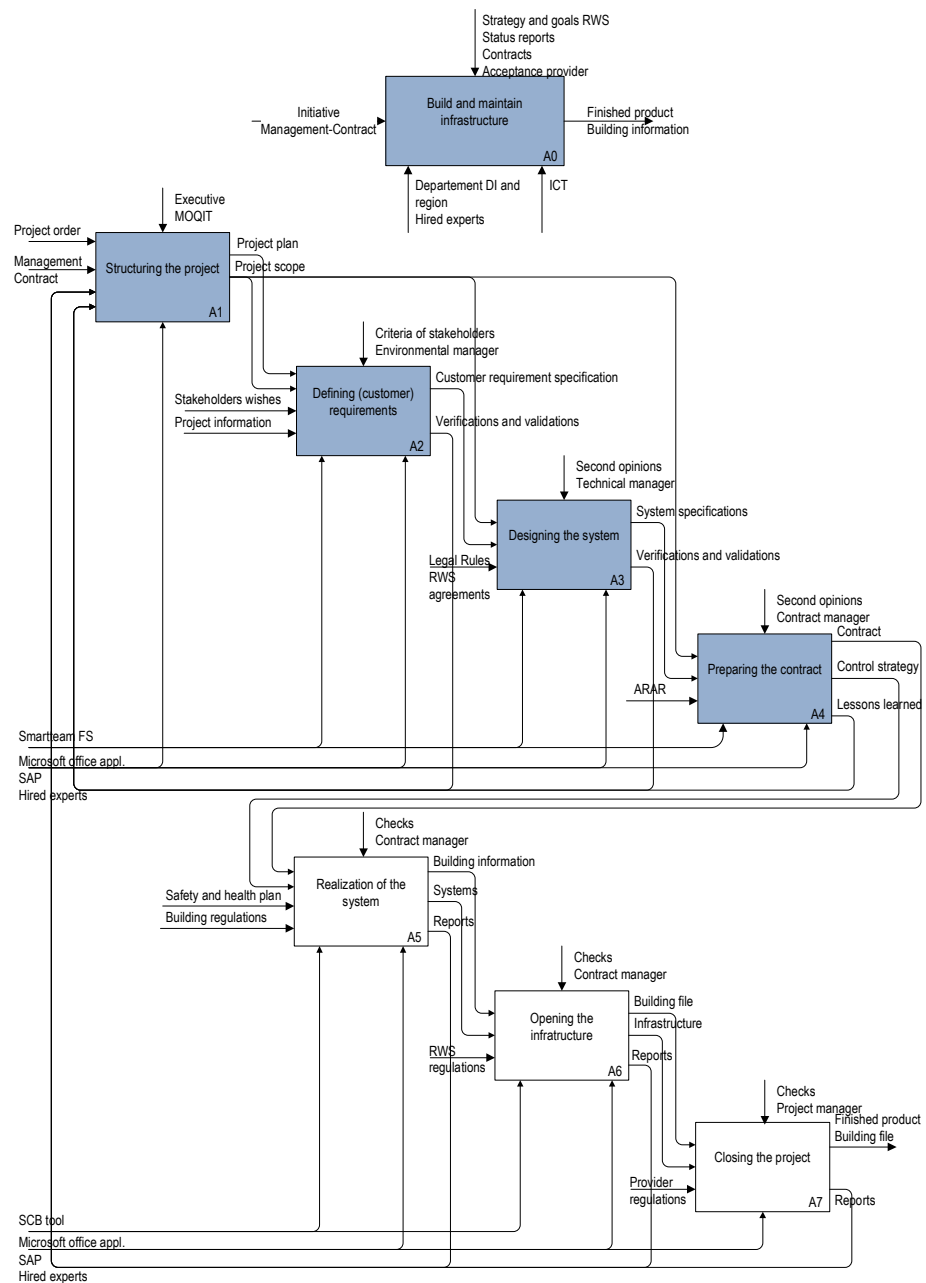 Strategy and goals RWS
Status reports
Contracts
Acceptance provider
Build and maintain
infrastructure
A0
Initiative
Management-Contract
Finished product
Building information
Departement DI and
region
Hired experts
ICT
Executive
MOQIT
Project order
Management
Contract
Structuring the project
A1
Project plan
Project scope
Criteria of stakeholders
Environmental manager
Defining (customer)
requirements
A2
Stakeholders wishes
Project information
Customer requirement specification
Verifications and validations
Second opinions
Technical manager
Designing the system
A3
Legal Rules
RWS
agreements
System specifications
Verifications and validations
Second opinions
Contract manager
Preparing the contract
A4
ARAR
Contract
Control strategy
Lessons learned
Smartteam FS
Microsoft office appl.
SAP
Hired experts
Checks
Contract manager
Realization of the
system
A5
Safety and health plan
Building regulations
Building information
Systems
Reports
Checks
Contract manager
Opening the
infratructure
A6
RWS
regulations
Building file
Infrastructure
Reports
Checks
Project manager
Closing the project
A7
Provider
regulations
Finished product
Building file
Reports
SCB tool
Microsoft office appl.
SAP
Hired experts